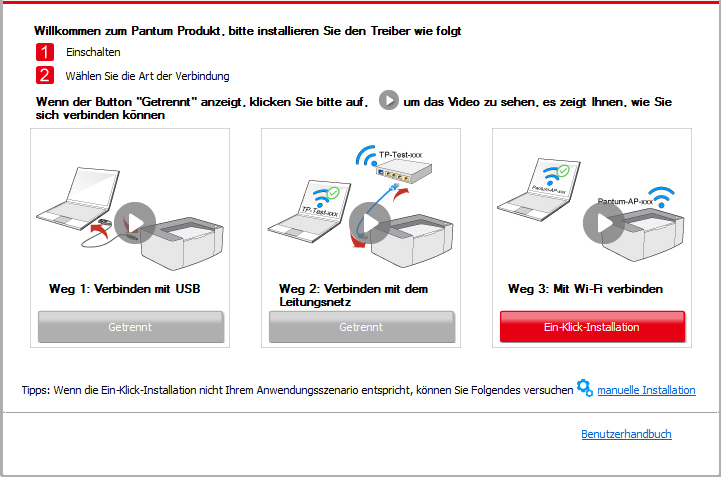 Willkommen zum Pantum Produkt, bitte installieren Sie den Treiber wie folgt
1 Einschalten
2 Wählen Sie die Art der Verbindung
Wenn der Button "Getrennt" anzeigt, klicken Sie bitte auf, um das Video zu sehen, es zeigt Ihnen, wie Sie
sich verbinden können
TP-Test-xxx
TP-Test-xxx
Pantum-AP-xxx
Pantum-AP-xxx
Weg 1: Verbinden mit USB
Weg 2: Verbinden mit dem
Leitungsnetz
Weg 3: Mit Wi-Fi verbinden
Getrennt
Getrennt
Ein-Klick-Installation
Tipps: Wenn die Ein-Klick-Installation nicht Ihrem Anwendungsszenario entspricht, können Sie Folgendes versuchen manuelle Installation
Benutzerhandbuch